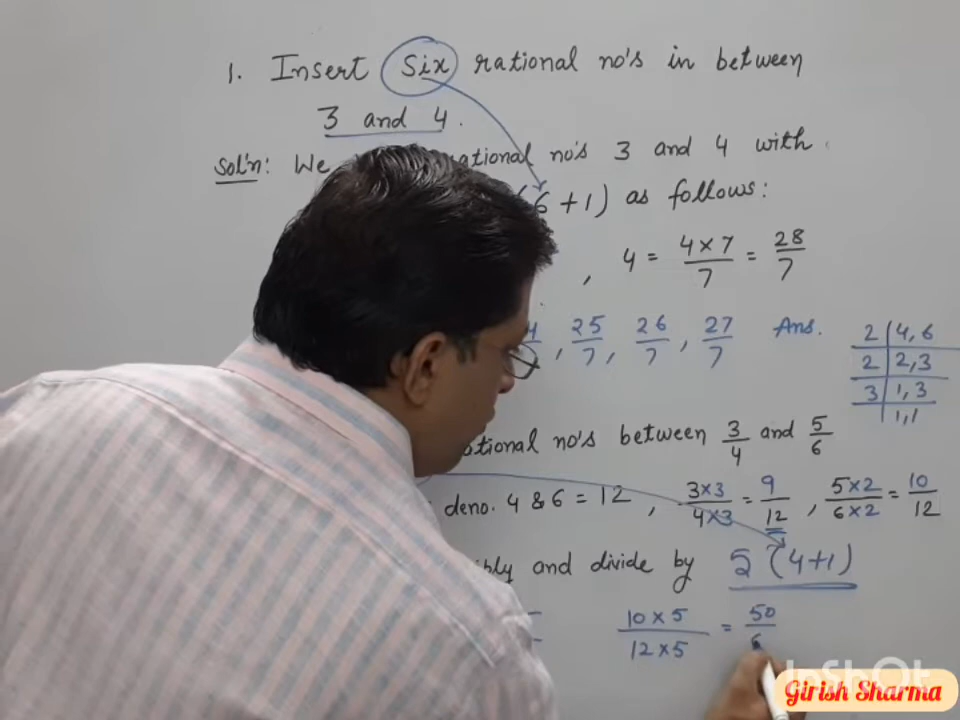 1. Insert Six rational no's in between
3 and 4.
Sol'n: We rational no's 3 and 4 with
(6+1) as follows:
, 4 = 4×7/7 = 28/7
, 25/7, 26/7, 27/7 Ans.
2 | 4, 6
2 | 2, 3
3 | 1, 3
1, 1
no's between 3/4 and 5/6
deno. 4 & 6 = 12, 3×3/4×3 = 9/12, 5×2/6×2 = 10/12
and divide by 5 (4+1)
10×5/12×5 = 50/6
InShOt
Girish Sharma